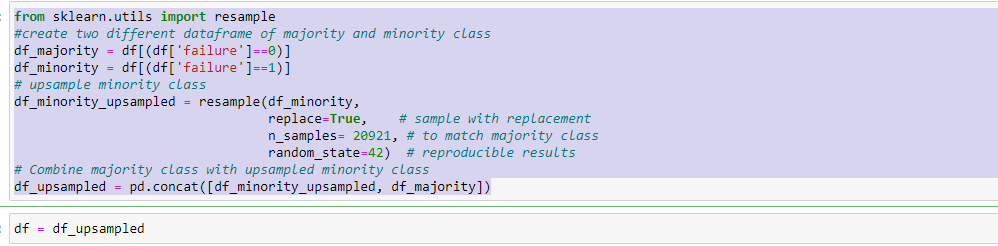 from sklearn.utils import resample
#create two different dataframe of majority and minority class
df_majority = df[(df['failure']==0)]
df_minority = df[(df['failure']==1)]
# upsample minority class
df_minority_upsampled = resample(df_minority,
                                 replace=True,    # sample with replacement
                                 n_samples= 20921, # to match majority class
                                 random_state=42)  # reproducible results
# Combine majority class with upsampled minority class
df_upsampled = pd.concat([df_minority_upsampled, df_majority])
df = df_upsampled